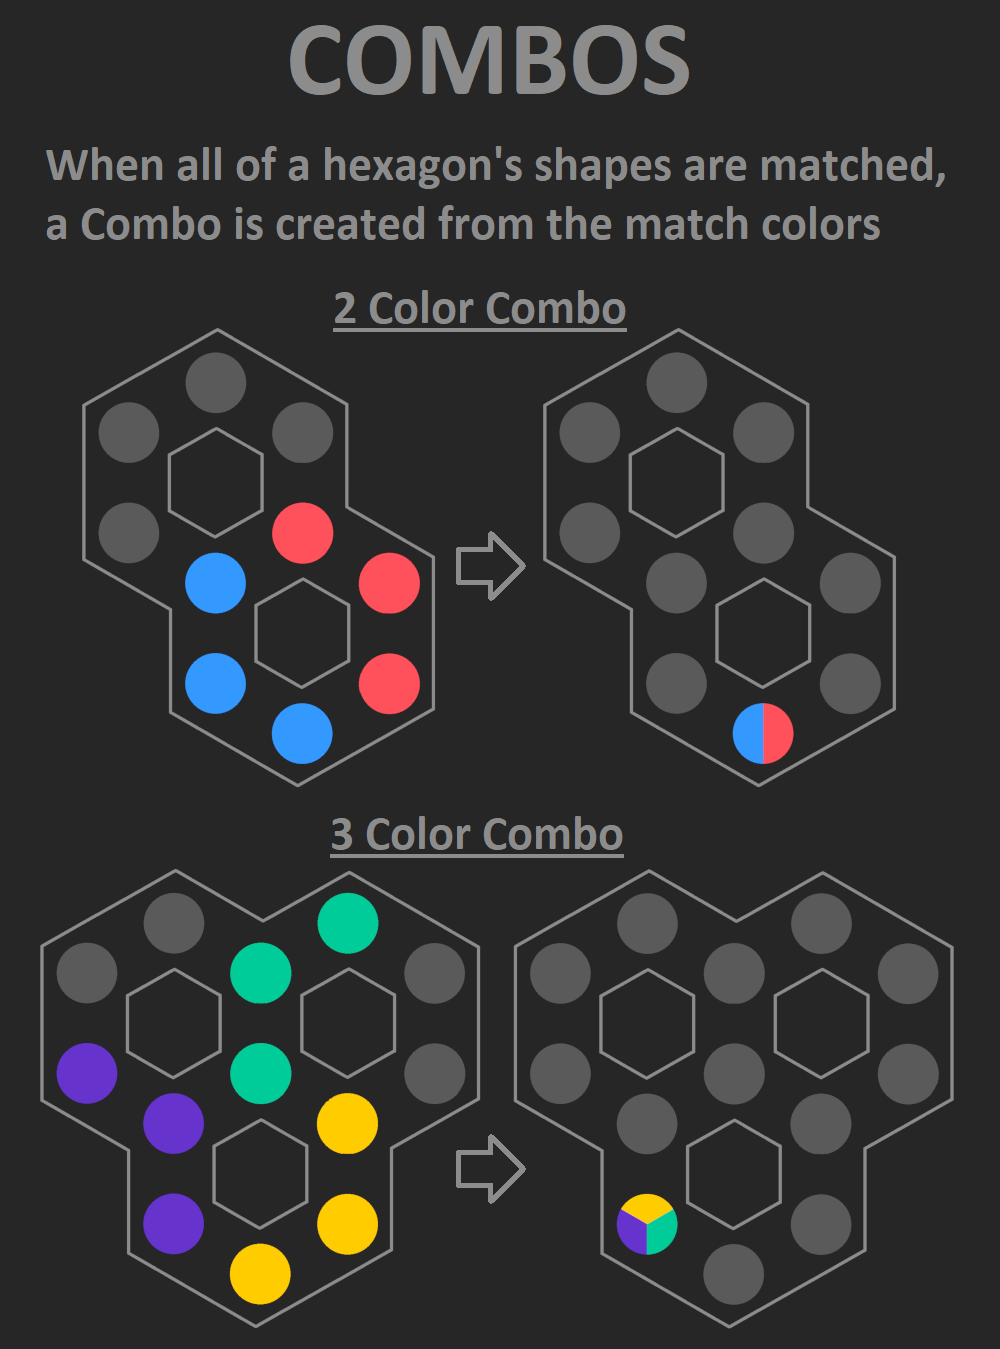 COMBOS
When all of a hexagon's shapes are matched,
a Combo is created from the match colors
2 Color Combo
3 Color Combo